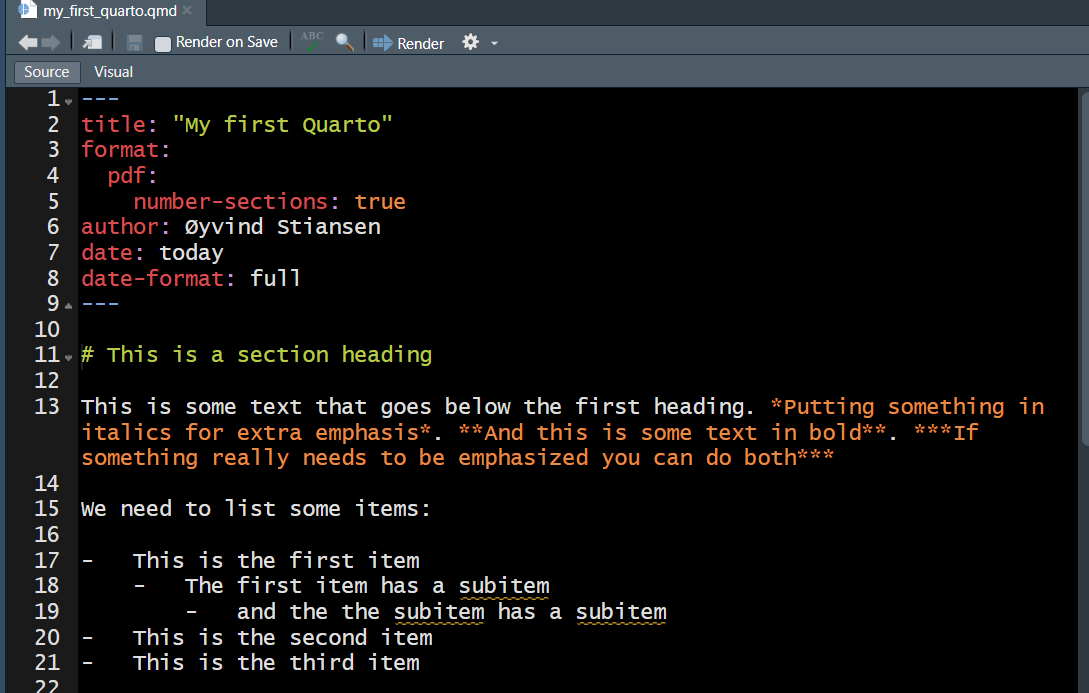 my_first_quarto.qmd
Render on Save ABC Render
Source Visual
1 ---
2 title: "My first Quarto"
3 format:
4   pdf:
5     number-sections: true
6 author: Øyvind Stiansen
7 date: today
8 date-format: full
9 ---
10
11 # This is a section heading
12
13 This is some text that goes below the first heading. *Putting something in
italics for extra emphasis*. **And this is some text in bold**. ***If
something really needs to be emphasized you can do both***
14
15 We need to list some items:
16
17 -   This is the first item
18     -   The first item has a subitem
19         -   and the the subitem has a subitem
20 -   This is the second item
21 -   This is the third item
22